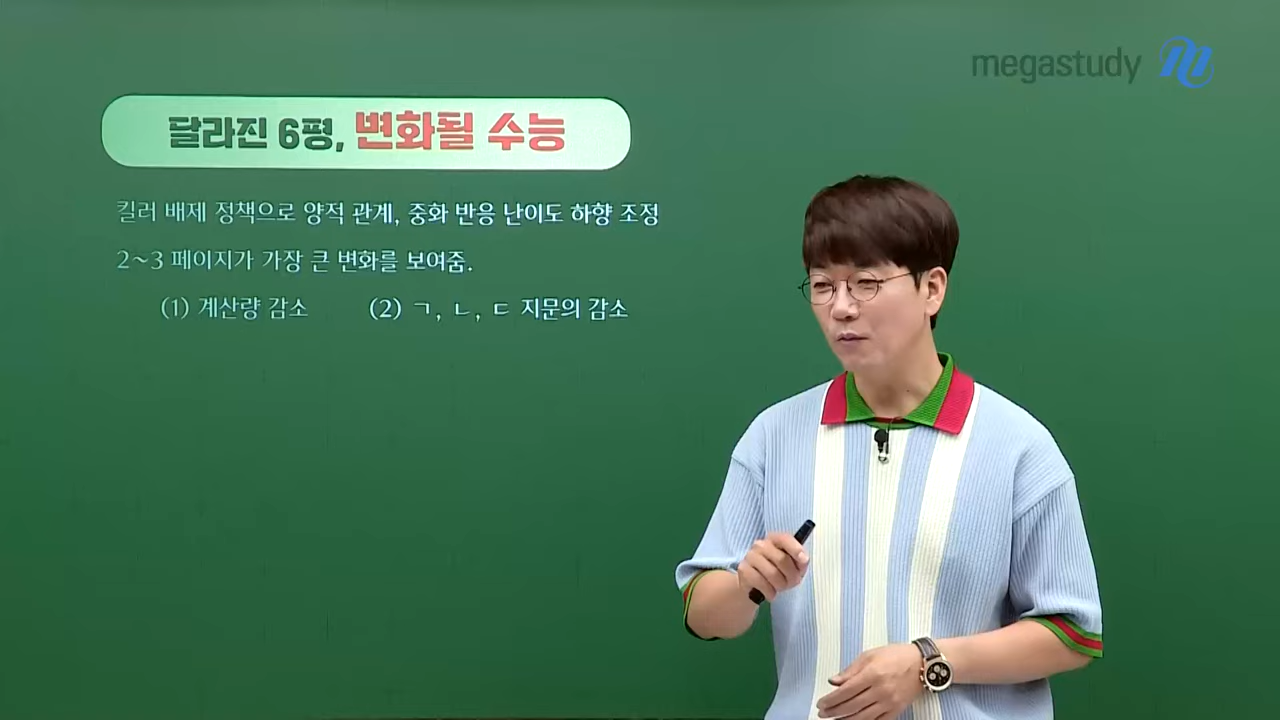 megastudy
달라진 6평, 변화될 수능
킬러 배제 정책으로 양적 관계, 중화 반응 난이도 하향 조정
2~3 페이지가 가장 큰 변화를 보여줌.
(1) 계산량 감소 (2) ㄱ, ㄴ, ㄷ 지문의 감소